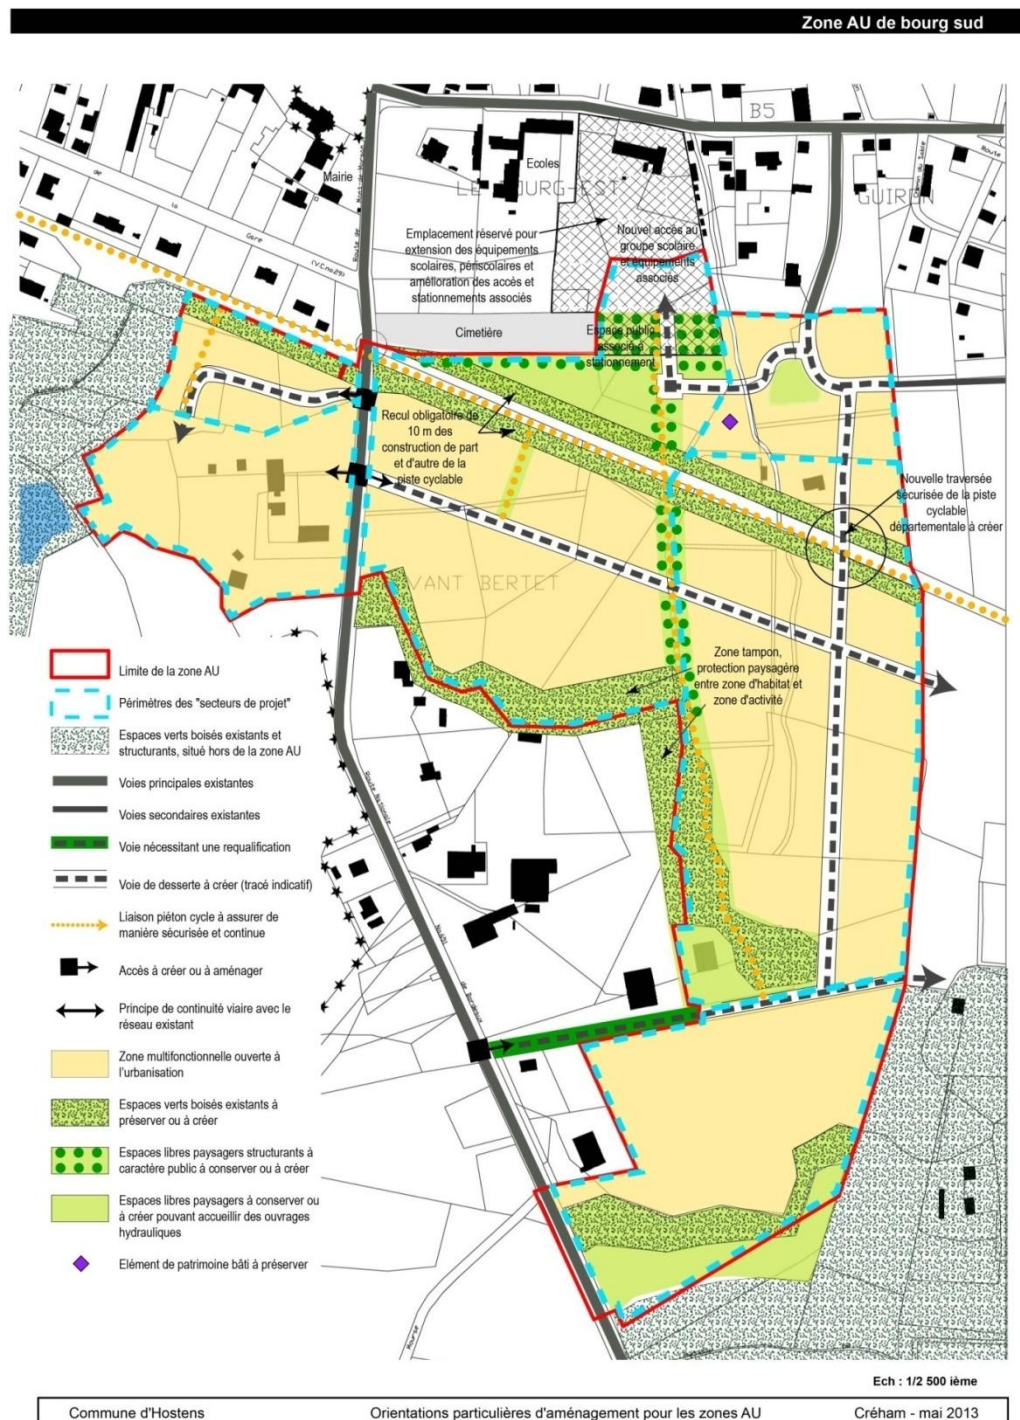 Zone AU de bourg sud
B5
Ecoles
Mairie
LE BOURG-EST
GUIRON
Emplacement réservé pour
extension des équipements
scolaires, périscolaires et
amélioration des accès et
stationnements associés
Nouvel accès au
groupe scolaire
et équipements
associés
de
la
Gare
(V.C.no29)
Cimetière
Espace public
associé à
stationnement
Recul obligatoire de
10 m des
construction de part
et d'autre de la
piste cyclable
Nouvelle traversée
sécurisée de la piste
cyclable
départementale à créer
VANT BERTET
Zone tampon,
protection paysagère
entre zone d'habitat et
zone d'activité
Route Nationale
de Bordeaux
Limite de la zone AU
Périmètres des "secteurs de projet"
Espaces verts boisés existants et
structurants, situé hors de la zone AU
Voies principales existantes
Voies secondaires existantes
Voie nécessitant une requalification
Voie de desserte à créer (tracé indicatif)
Liaison piéton cycle à assurer de
manière sécurisée et continue
Accès à créer ou à aménager
Principe de continuité viaire avec le
réseau existant
Zone multifonctionnelle ouverte à
l'urbanisation
Espaces verts boisés existants à
préserver ou à créer
Espaces libres paysagers structurants à
caractère public à conserver ou à créer
Espaces libres paysagers à conserver ou
à créer pouvant accueillir des ouvrages
hydrauliques
Elément de patrimoine bâti à préserver
Ech : 1/2 500 ième
Commune d'Hostens
Orientations particulières d'aménagement pour les zones AU
Créham - mai 2013